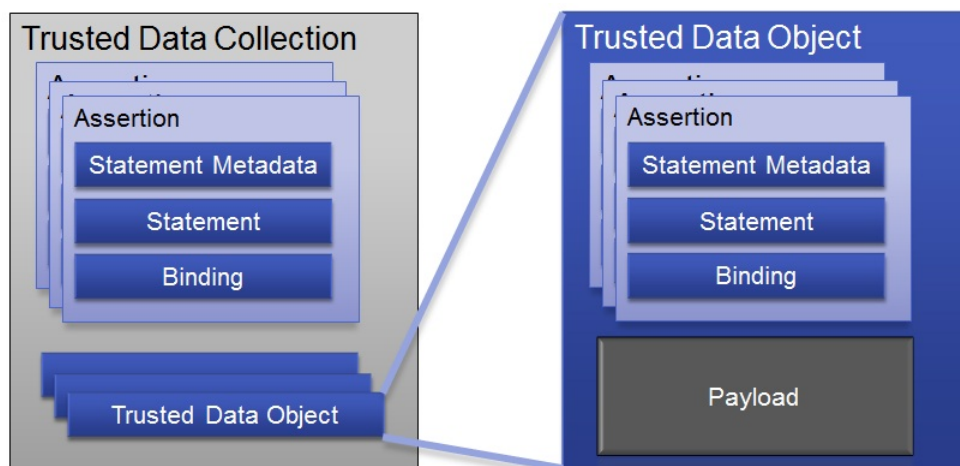 Trusted Data Collection
Assertion
Statement Metadata
Statement
Binding
Trusted Data Object
Trusted Data Object
Assertion
Statement Metadata
Statement
Binding
Payload